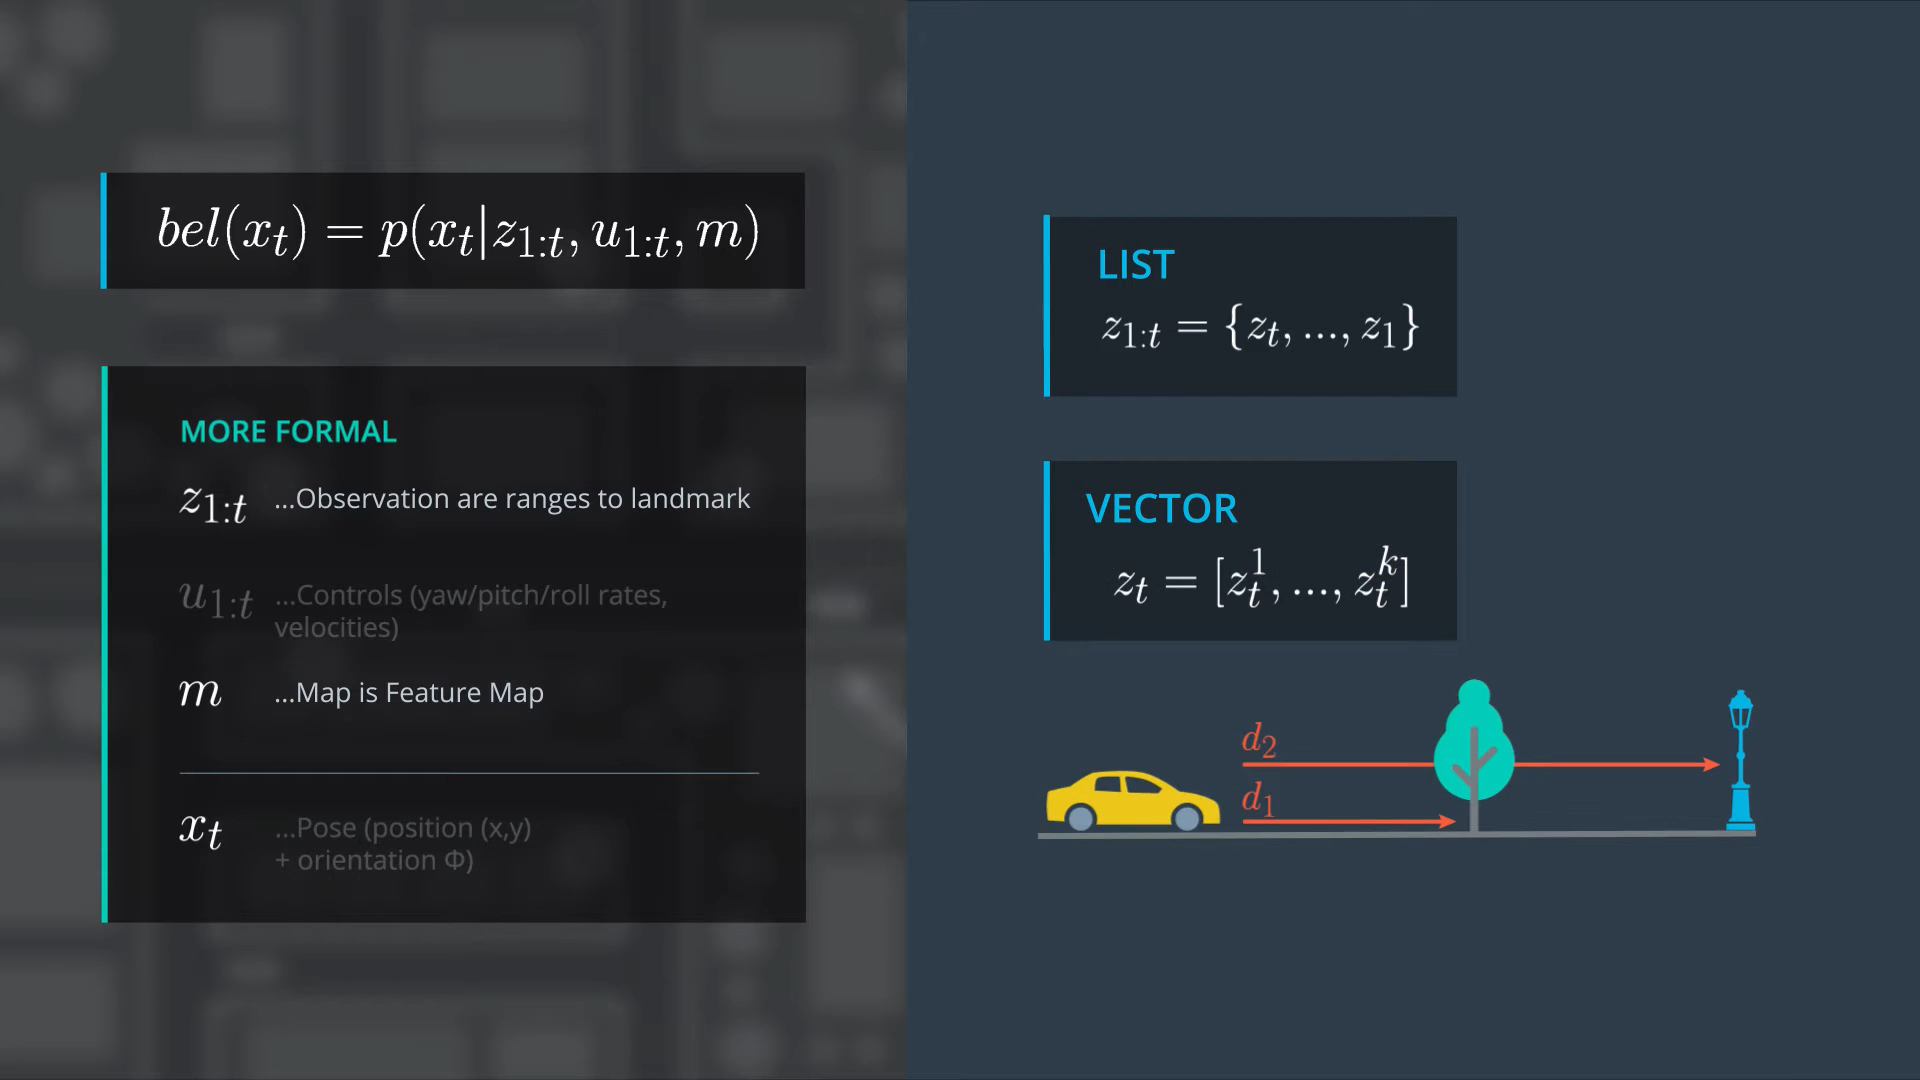 bel(x_t) = p(x_t|z_{1:t}, u_{1:t}, m)
MORE FORMAL
z_{1:t} ...Observation are ranges to landmark
u_{1:t} ...Controls (yaw/pitch/roll rates,
velocities)
m ...Map is Feature Map
x_t ...Pose (position (x,y)
+ orientation Φ)
LIST
z_{1:t} = {z_t, ..., z_1}
VECTOR
z_t = [z_t^1, ..., z_t^k]
d_2
d_1